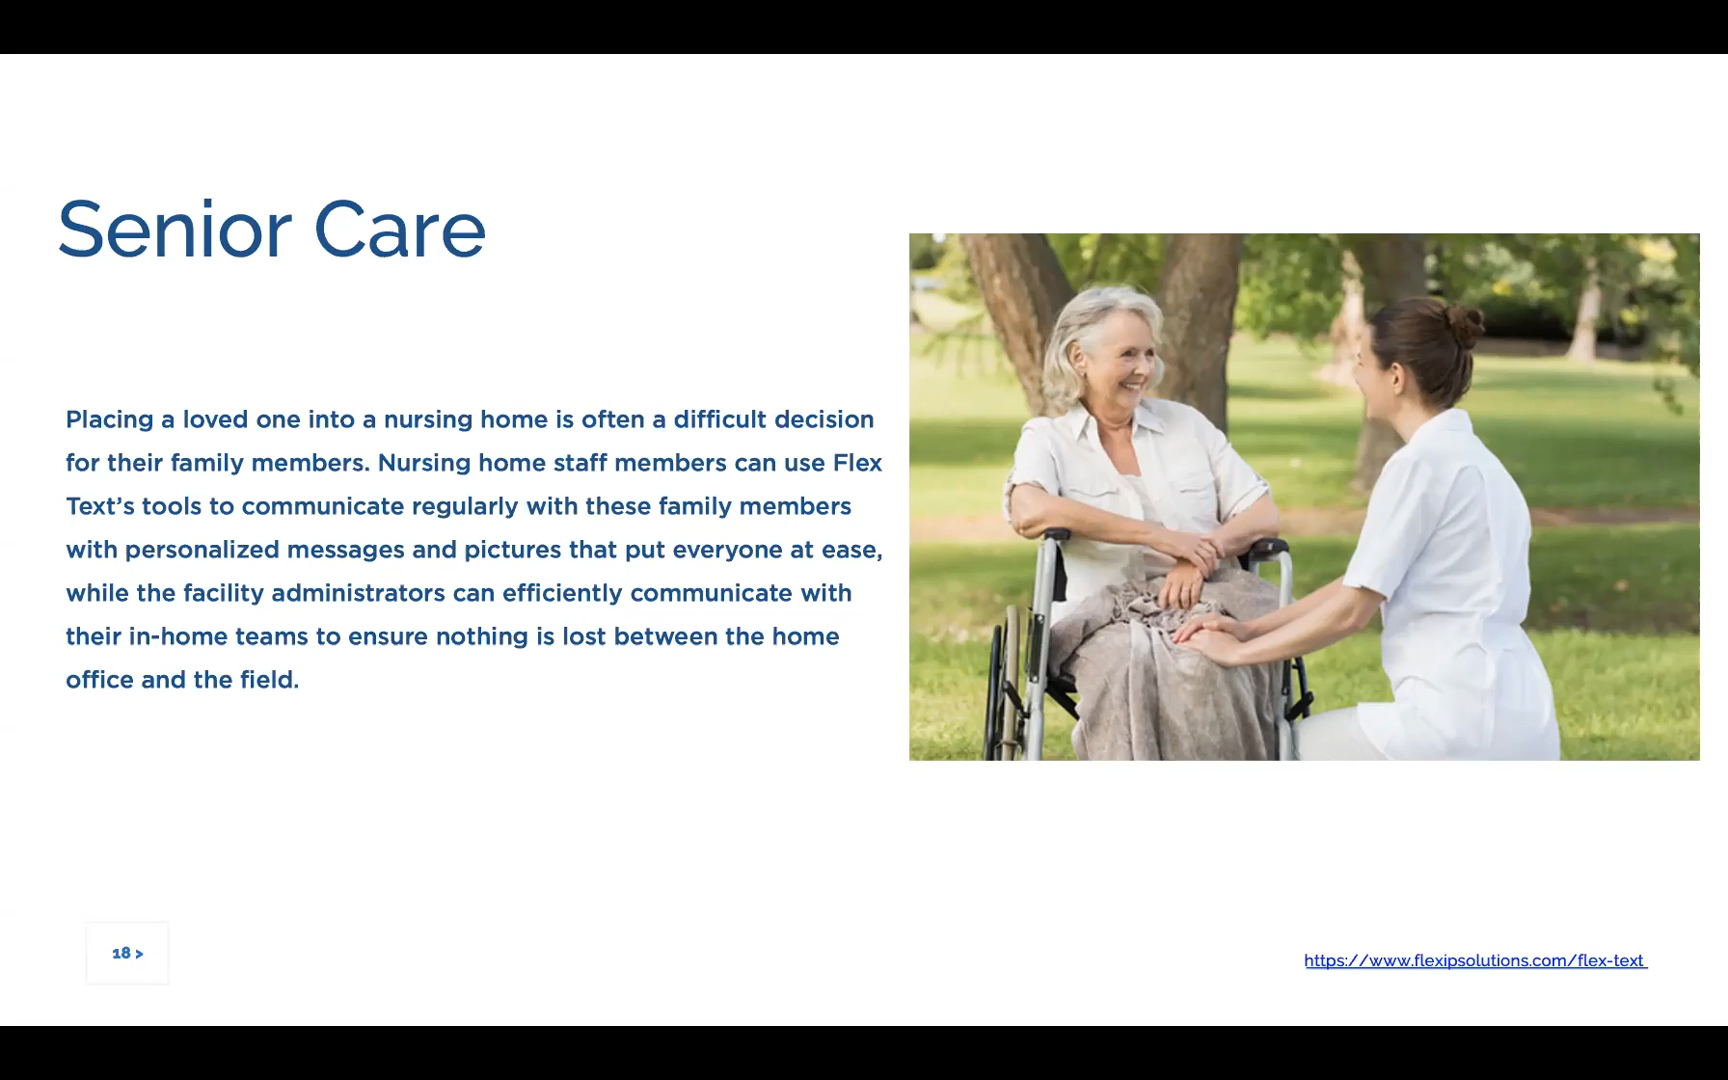 Senior Care
Placing a loved one into a nursing home is often a difficult decision
for their family members. Nursing home staff members can use Flex
Text’s tools to communicate regularly with these family members
with personalized messages and pictures that put everyone at ease,
while the facility administrators can efficiently communicate with
their in-home teams to ensure nothing is lost between the home
office and the field.
18 >
https://www.flexipsolutions.com/flex-text